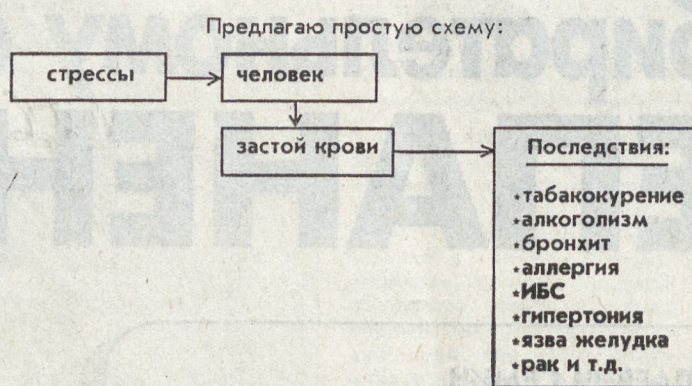 Предлагаю простую схему:
стрессы
человек
застой крови
Последствия:
*табакокурение
*алкоголизм
*бронхит
*аллергия
*ИБС
*гипертония
*язва желудка
*рак и т.д.